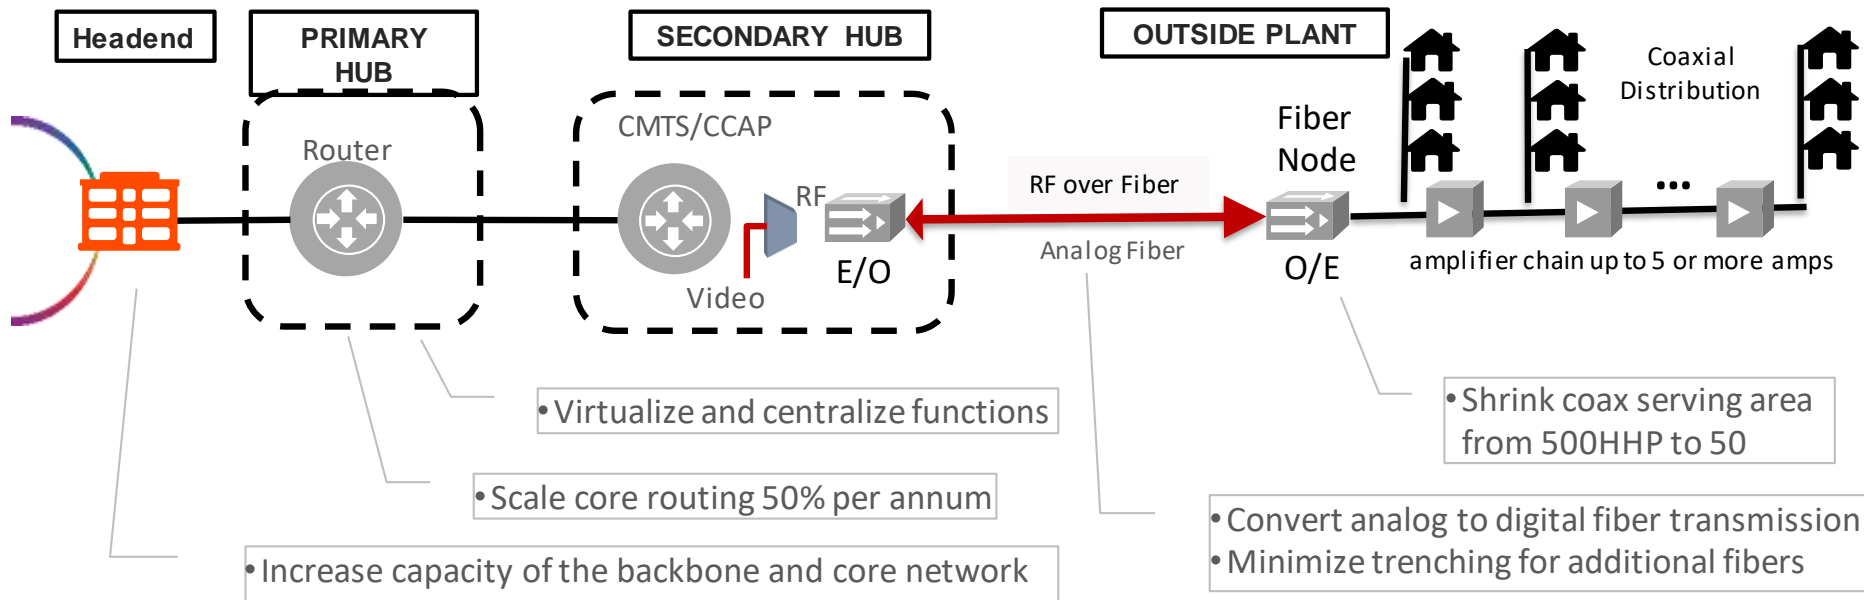 Headend
PRIMARY
HUB
SECONDARY HUB
OUTSIDE PLANT
Coaxial
Distribution
Router
CMTS/CCAP
RF
Video
E/O
RF over Fiber
Analog Fiber
Fiber
Node
O/E
...
amplifier chain up to 5 or more amps
• Virtualize and centralize functions
• Scale core routing 50% per annum
• Increase capacity of the backbone and core network
• Shrink coax serving area
from 500HHP to 50
• Convert analog to digital fiber transmission
• Minimize trenching for additional fibers